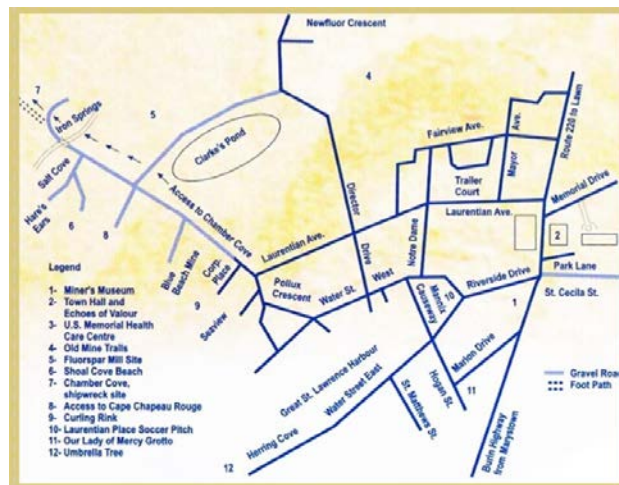 Newfluor Crescent
7
Iron Springs
5
4
Clarke's Pond
Fairview Ave.
Mayor
Ave.
Route 220 to Lawn
Salt Cove
Hare's
Ears
6
8
Access to Chamber Cove
Director
Drive
Trailer
Court
Memorial Drive
Laurentian Ave.
Laurentian Ave.
Notre Dame
2
Blue
Beach Mine
Corp.
Place
Pollux
Crescent
Water St.
West
Park Lane
Riverside Drive
St. Cecila St.
Mannix
10
Causeway
1
9
Seaview
Legend
1- Miner's Museum
2- Town Hall and
Echoes of Valour
3- U.S. Memorial Health
Care Centre
4- Old Mine Trails
5- Fluorspar Mill Site
6- Shoal Cove Beach
7- Chamber Cove,
shipwreck site
8- Access to Cape Chapeau Rouge
9- Curling Rink
10- Laurentian Place Soccer Pitch
11- Our Lady of Mercy Grotto
12- Umbrella Tree
Great St. Lawrence Harbour
Water Street East
Marion Drive
Hogan St.
11
St. Matthews St.
Herring Cove
12
Burin Highway
from Marystown
Gravel Road
Foot Path